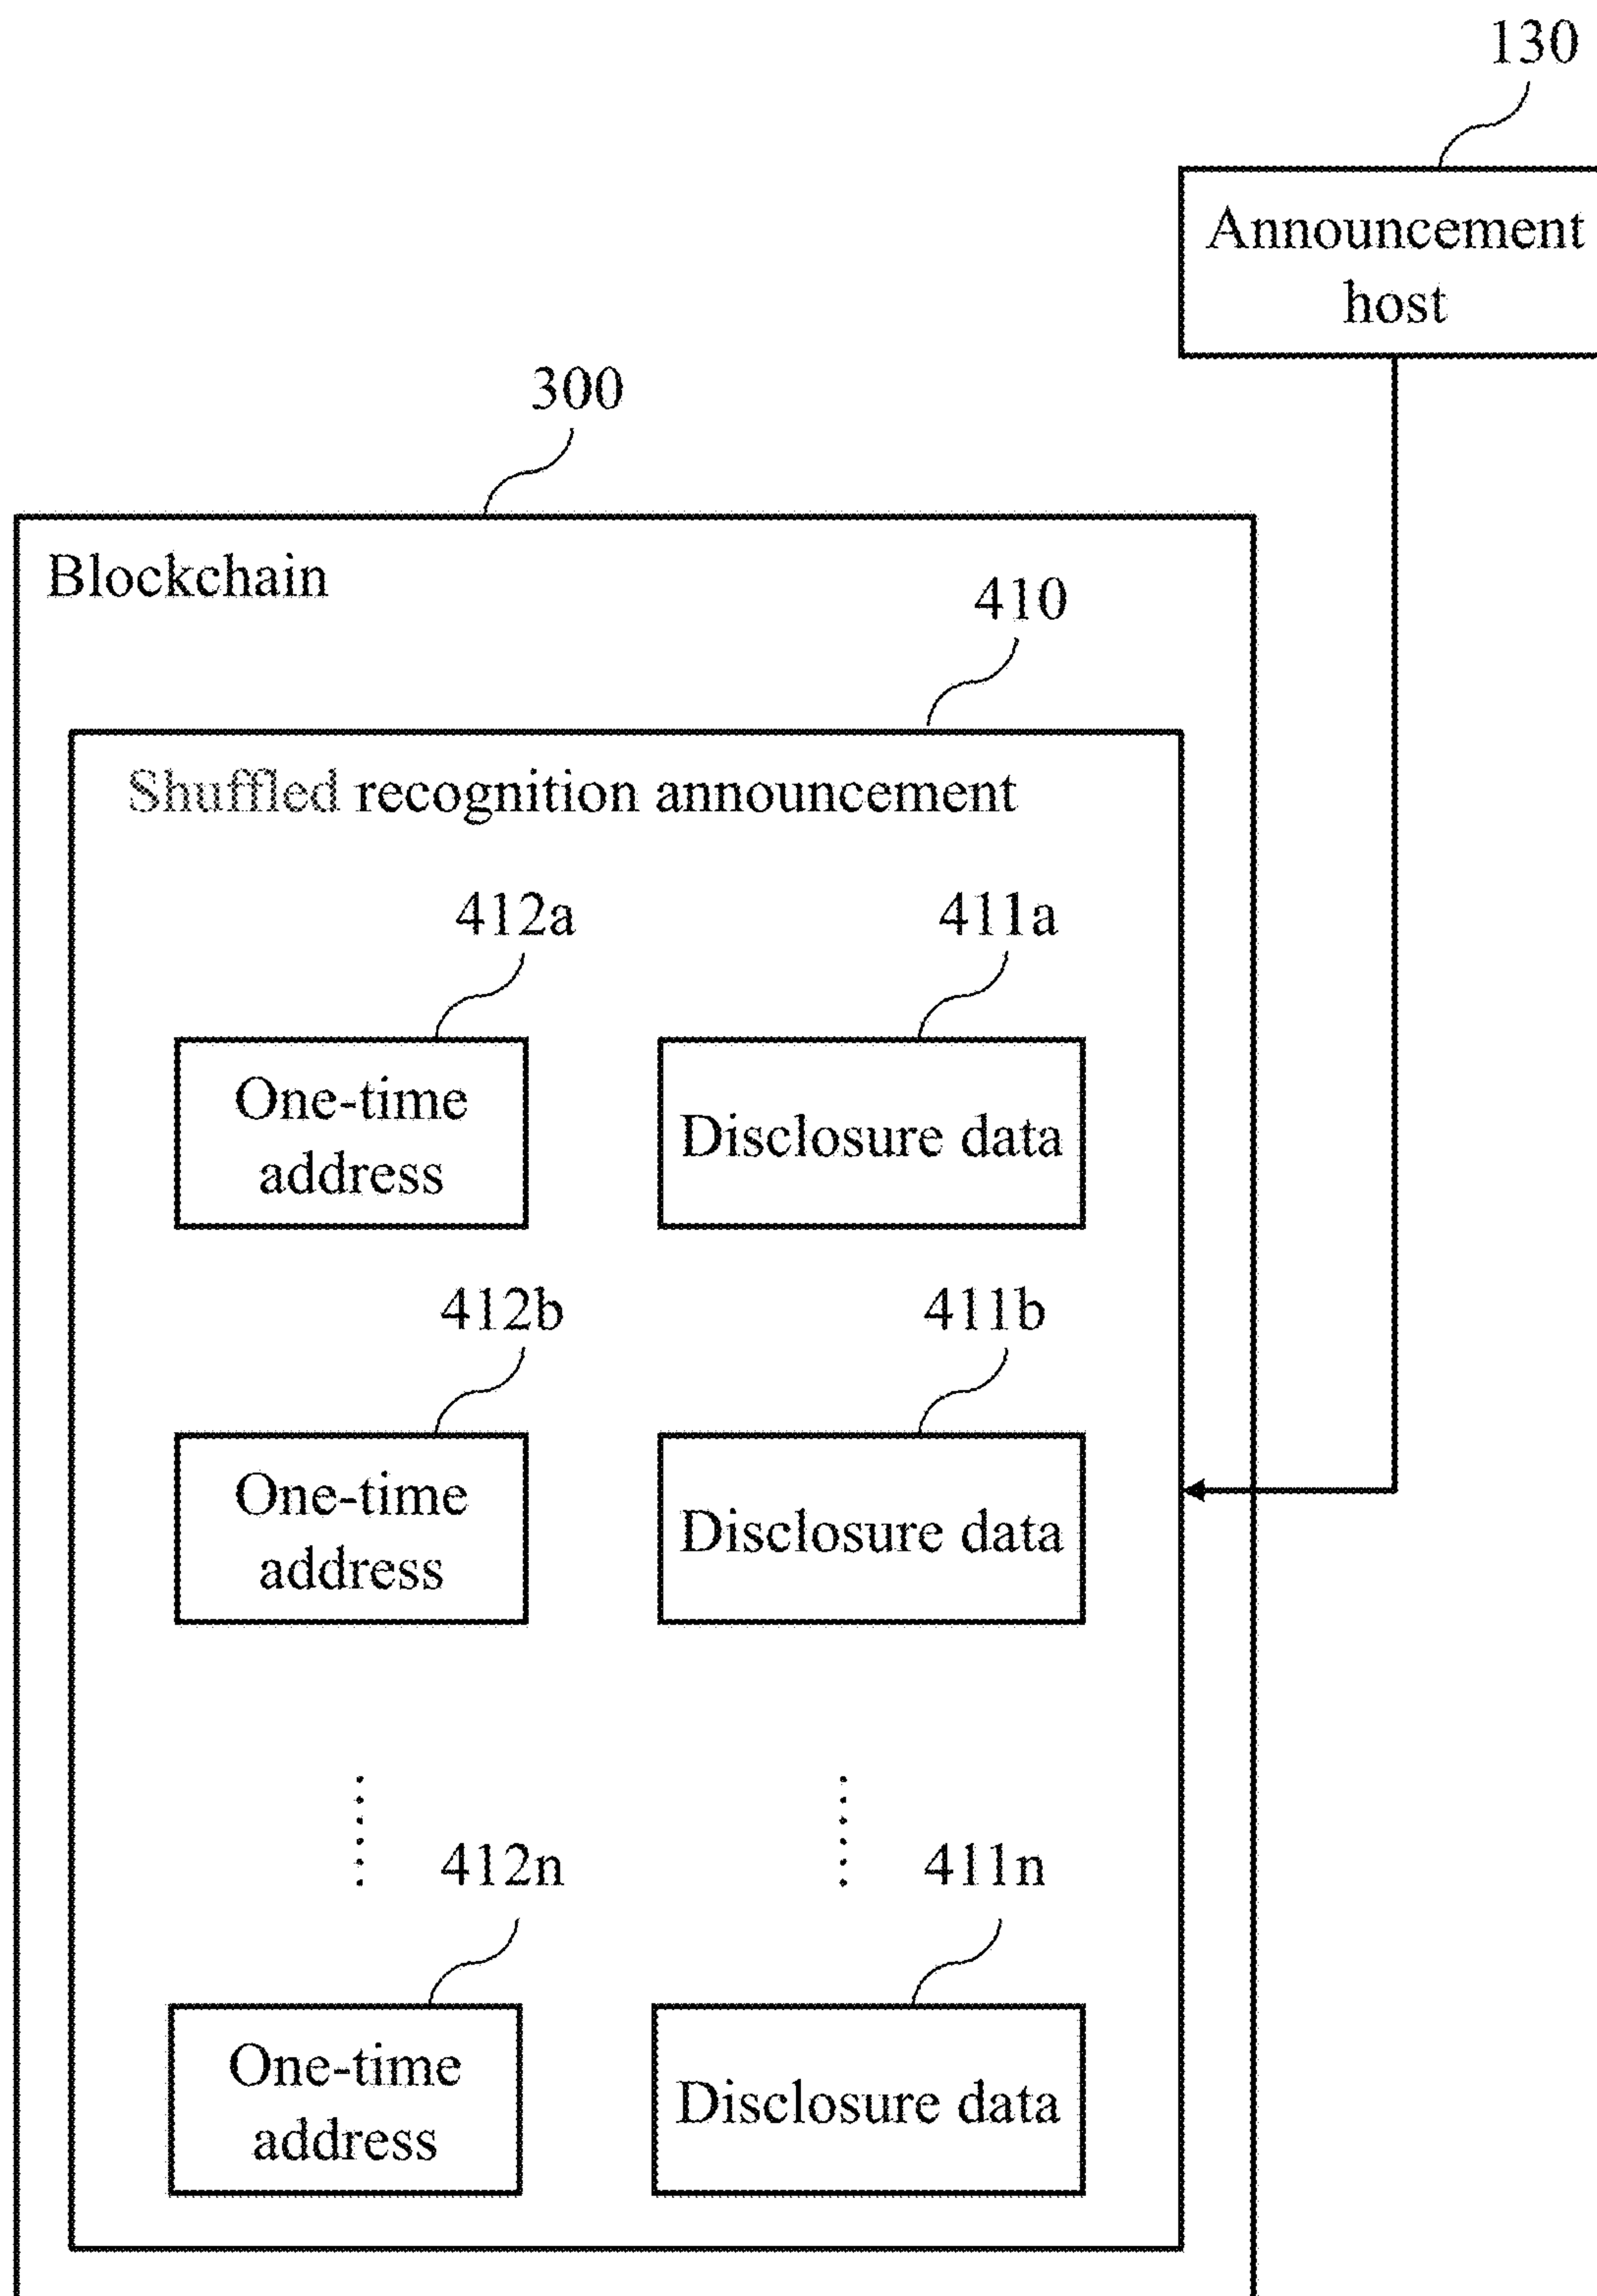 130
Announcement
host
300
Blockchain
410
Shuffled recognition announcement
412a
411a
One-time
address
Disclosure data
412b
411b
One-time
address
Disclosure data
412n
411n
One-time
address
Disclosure data